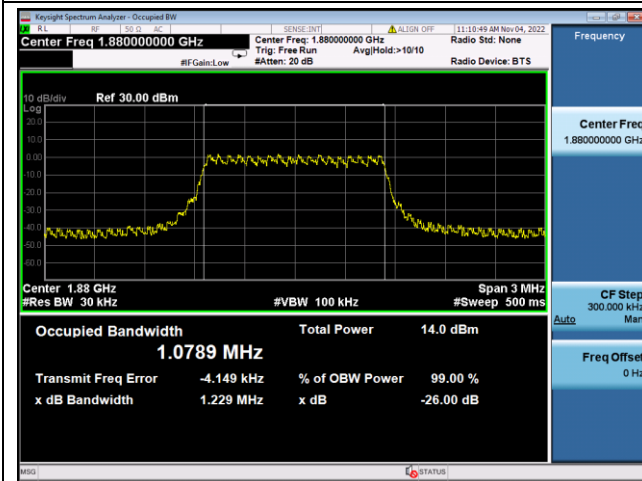 Keysight Spectrum Analyzer - Occupied BW
RL RF 50 Ω AC SENSE:INT ALIGN OFF 11:10:49 AM Nov 04, 2022
Center Freq 1.880000000 GHz Center Freq: 1.880000000 GHz Radio Std: None
Trig: Free Run Avg|Hold:>10/10
#IFGain:Low #Atten: 20 dB Radio Device: BTS
Frequency
10 dB/div Ref 30.00 dBm
Log
20.0
10.0
0.00
-10.0
-20.0
-30.0
-40.0
-50.0
-60.0
Center 1.88 GHz Span 3 MHz
#Res BW 30 kHz #VBW 100 kHz #Sweep 500 ms
Center Freq
1.880000000 GHz
CF Step
300.000 kHz
Auto Man
Freq Offset
0 Hz
Occupied Bandwidth Total Power 14.0 dBm
1.0789 MHz
Transmit Freq Error -4.149 kHz % of OBW Power 99.00 %
x dB Bandwidth 1.229 MHz x dB -26.00 dB
MSG STATUS